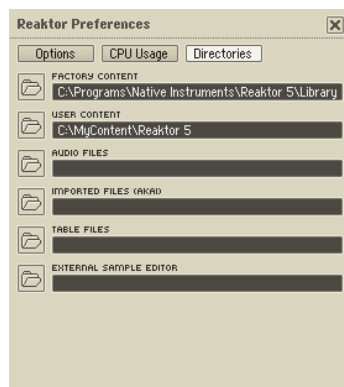 Reaktor Preferences
Options CPU Usage Directories
FACTORY CONTENT
C:\Programs\Native Instruments\Reaktor 5\Library
USER CONTENT
C:\MyContent\Reaktor 5
AUDIO FILES
IMPORTED FILES (AKAI)
TABLE FILES
EXTERNAL SAMPLE EDITOR